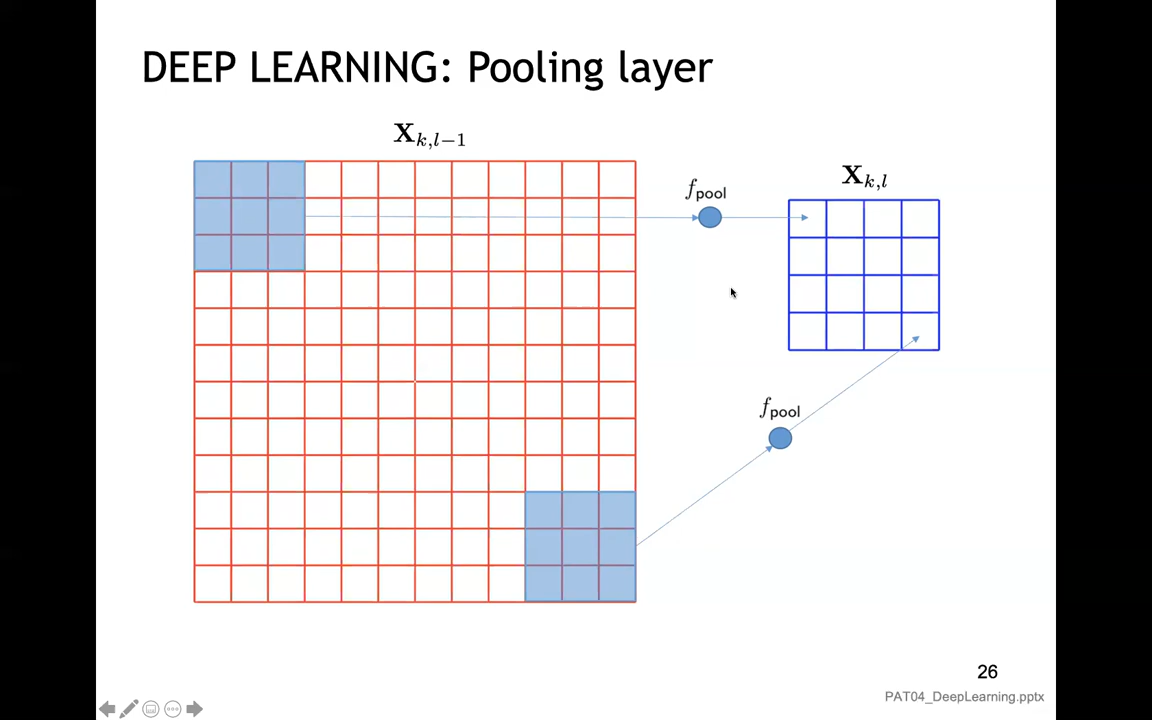 DEEP LEARNING: Pooling layer
X_{k,l−1}
f_pool
X_{k,l}
f_pool
26
PAT04_DeepLearning.pptx